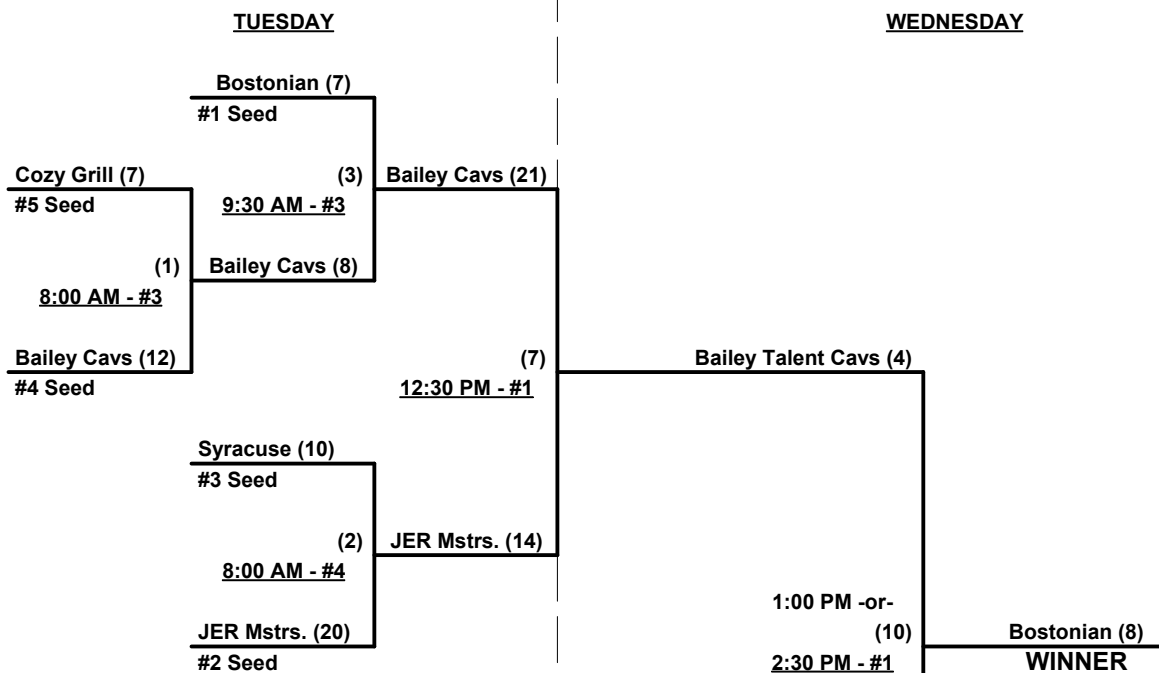 TUESDAY
WEDNESDAY
Bostonian (7)
#1 Seed
Cozy Grill (7)
(3)
Bailey Cavs (21)
#5 Seed
9:30 AM - #3
(1)
Bailey Cavs (8)
8:00 AM - #3
Bailey Cavs (12)
(7)
Bailey Talent Cavs (4)
#4 Seed
12:30 PM - #1
Syracuse (10)
#3 Seed
(2)
JER Mstrs. (14)
8:00 AM - #4
1:00 PM -or-
JER Mstrs. (20)
(10)
Bostonian (8)
#2 Seed
2:30 PM - #1
WINNER